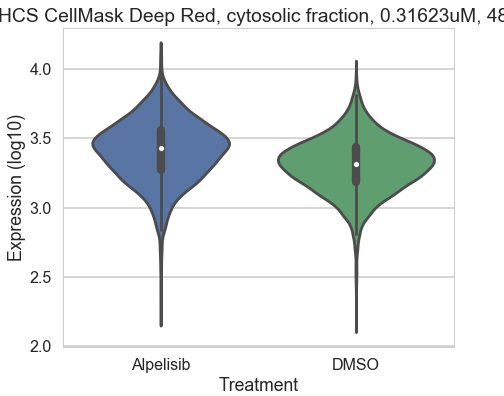 HCS CellMask Deep Red, cytosolic fraction, 0.31623uM, 48
4.0
3.5
3.0
2.5
2.0
Expression (log10)
Alpelisib DMSO
Treatment